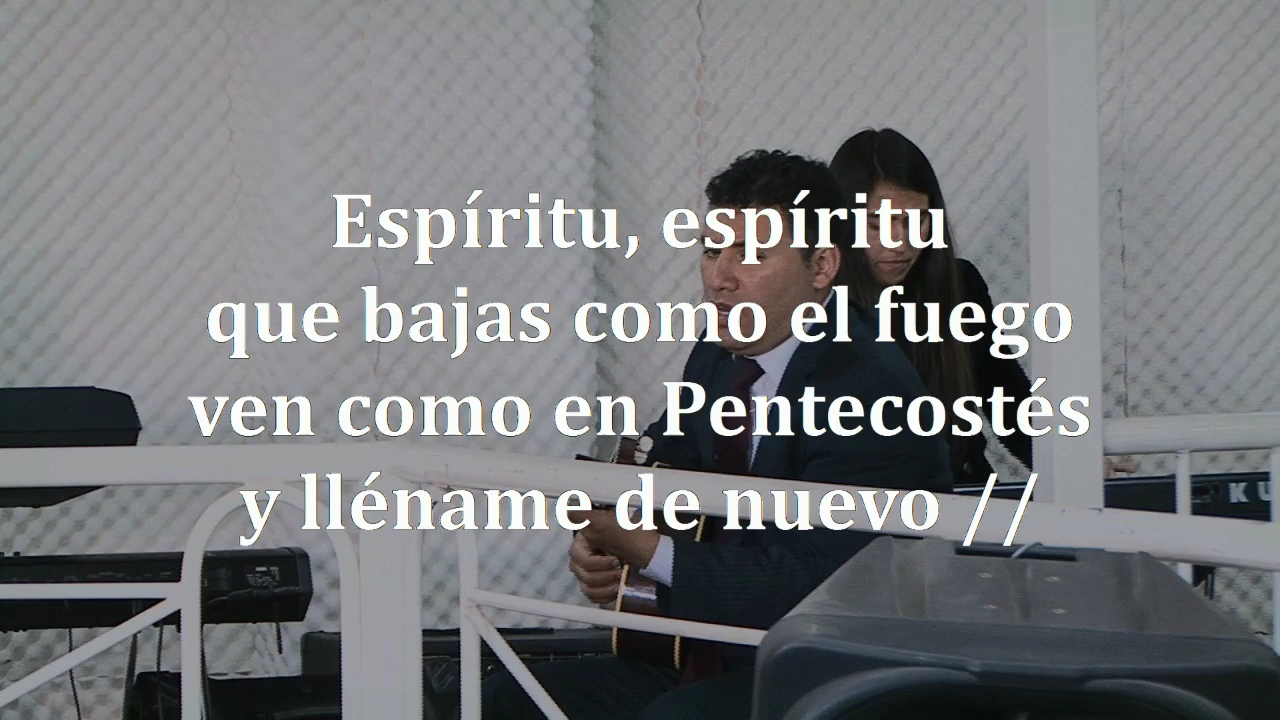 Espíritu, espíritu
que bajas como el fuego
ven como en Pentecostés
y lléname de nuevo //